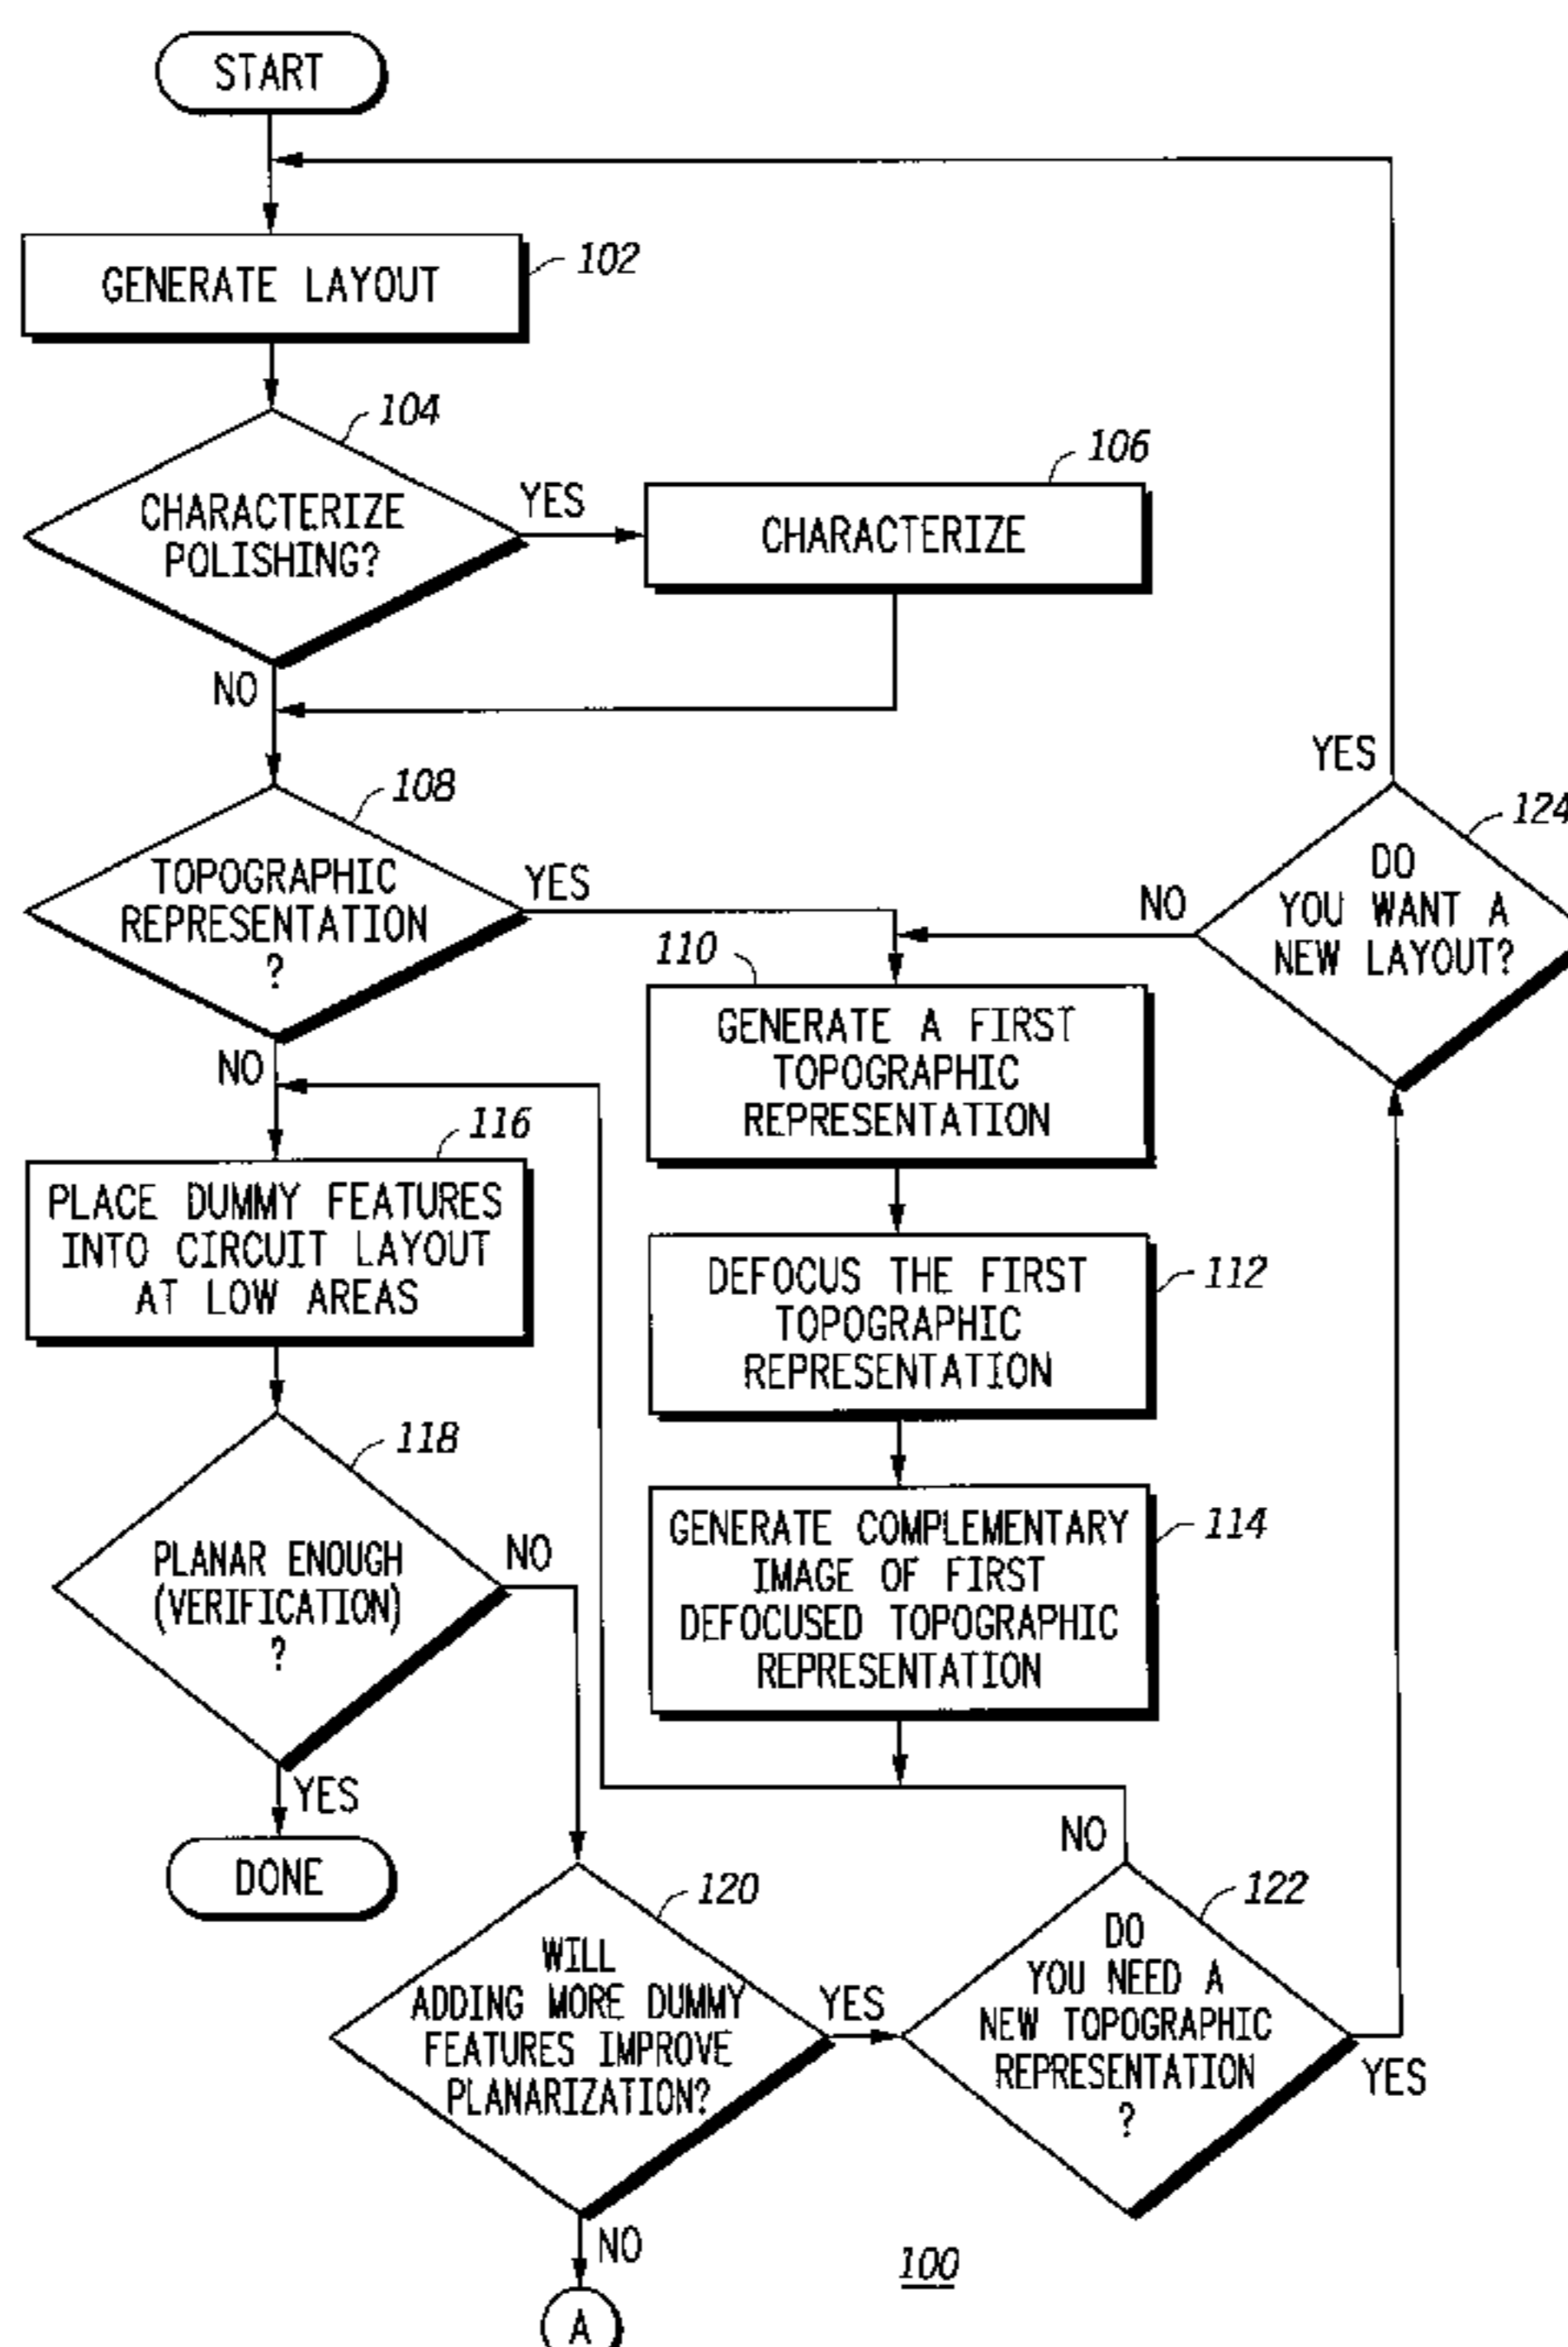 START
GENERATE LAYOUT
102
104
CHARACTERIZE
POLISHING?
YES
106
CHARACTERIZE
NO
108
TOPOGRAPHIC
REPRESENTATION
?
YES
NO
YES
124
DO
YOU WANT A
NEW LAYOUT?
NO
110
GENERATE A FIRST
TOPOGRAPHIC
REPRESENTATION
116
PLACE DUMMY FEATURES
INTO CIRCUIT LAYOUT
AT LOW AREAS
DEFOCUS THE FIRST
TOPOGRAPHIC
REPRESENTATION
112
118
PLANAR ENOUGH
(VERIFICATION)
?
NO
YES
DONE
GENERATE COMPLEMENTARY
IMAGE OF FIRST
DEFOCUSED TOPOGRAPHIC
REPRESENTATION
114
120
WILL
ADDING MORE DUMMY
FEATURES IMPROVE
PLANARIZATION?
YES
NO
NO
122
DO
YOU NEED A
NEW TOPOGRAPHIC
REPRESENTATION
?
YES
A
100